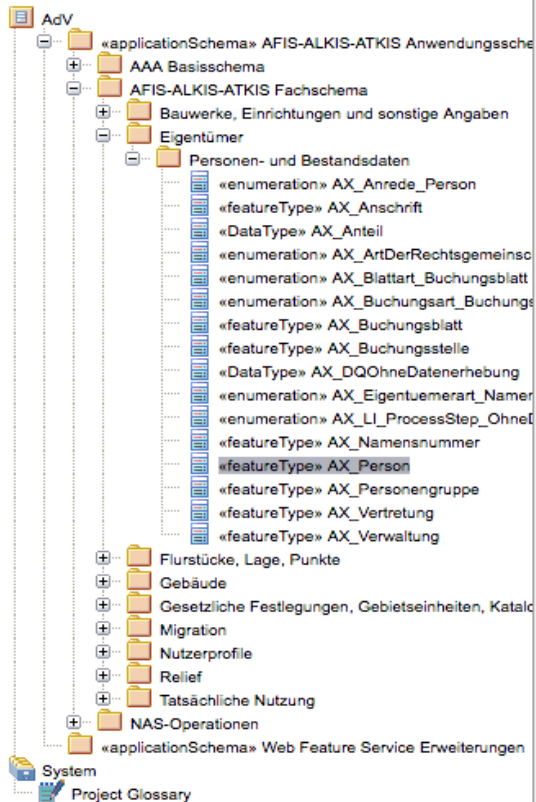 AdV
«applicationSchema» AFIS-ALKIS-ATKIS Anwendungssche
AAA Basisschema
AFIS-ALKIS-ATKIS Fachschema
Bauwerke, Einrichtungen und sonstige Angaben
Eigentümer
Personen- und Bestandsdaten
«enumeration» AX_Anrede_Person
«featureType» AX_Anschrift
«DataType» AX_Anteil
«enumeration» AX_ArtDerRechtsgemeinsc
«enumeration» AX_Blattart_Buchungsblatt
«enumeration» AX_Buchungsart_Buchungs
«featureType» AX_Buchungsblatt
«featureType» AX_Buchungsstelle
«DataType» AX_DQOhneDatenerhebung
«enumeration» AX_Eigentuemerart_Namen
«enumeration» AX_LI_ProcessStep_OhneD
«featureType» AX_Namensnummer
«featureType» AX_Person
«featureType» AX_Personengruppe
«featureType» AX_Vertretung
«featureType» AX_Verwaltung
Flurstücke, Lage, Punkte
Gebäude
Gesetzliche Festlegungen, Gebietseinheiten, Katalo
Migration
Nutzerprofile
Relief
Tatsächliche Nutzung
NAS-Operationen
«applicationSchema» Web Feature Service Erweiterungen
System
Project Glossary